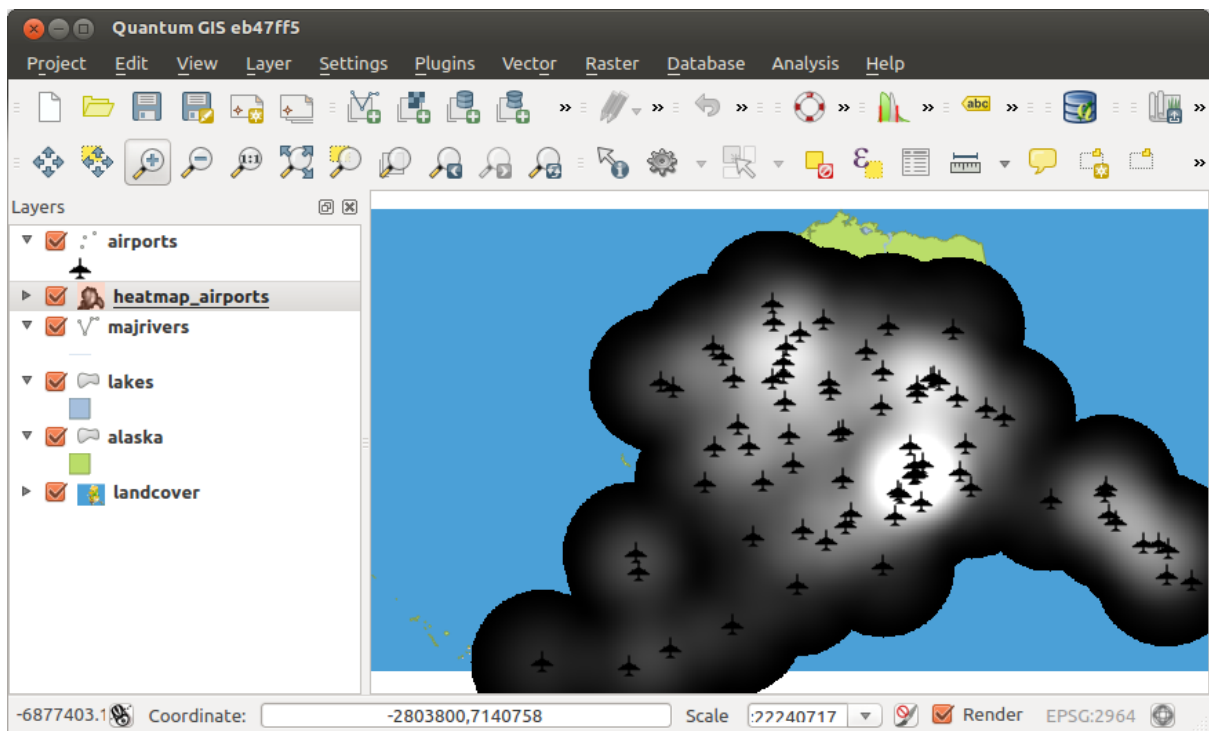 Quantum GIS eb47ff5
Project Edit View Layer Settings Plugins Vector Raster Database Analysis Help
» » » » » » »
1:1 »
abc
Layers
airports
heatmap_airports
majrivers
lakes
alaska
landcover
-6877403.1 Coordinate: -2803800,7140758 Scale :22240717 Render EPSG:2964